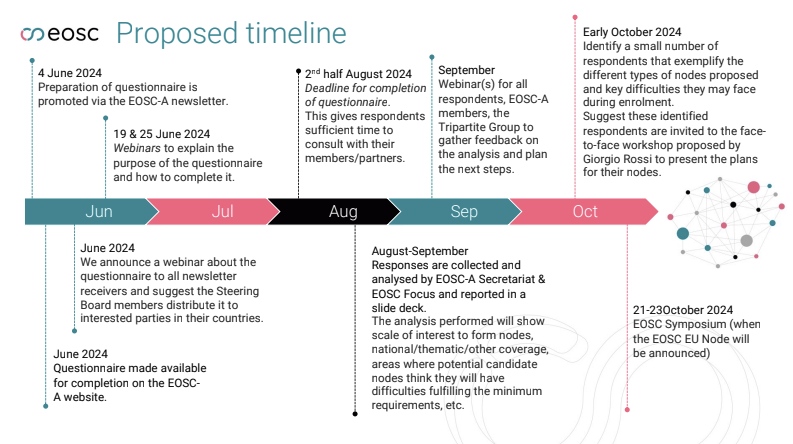 eosc Proposed timeline
4 June 2024
Preparation of questionnaire is
promoted via the EOSC-A newsletter.
19 & 25 June 2024
Webinars to explain the
purpose of the questionnaire
and how to complete it.
2nd half August 2024
Deadline for completion
of questionnaire.
This gives respondents
sufficient time to
consult with their
members/partners.
September
Webinar(s) for all
respondents, EOSC-A
members, the
Tripartite Group to
gather feedback on
the analysis and plan
the next steps.
Early October 2024
Identify a small number of
respondents that exemplify the
different types of nodes proposed
and key difficulties they may face
during enrolment.
Suggest these identified
respondents are invited to the face-
to-face workshop proposed by
Giorgio Rossi to present the plans
for their nodes.
Jun
Jul
Aug
Sep
Oct
June 2024
We announce a webinar about the
questionnaire to all newsletter
receivers and suggest the Steering
Board members distribute it to
interested parties in their countries.
June 2024
Questionnaire made available
for completion on the EOSC-
A website.
August-September
Responses are collected and
analysed by EOSC-A Secretariat &
EOSC Focus and reported in a
slide deck.
The analysis performed will show
scale of interest to form nodes,
national/thematic/other coverage,
areas where potential candidate
nodes think they will have
difficulties fulfilling the minimum
requirements, etc.
21-23October 2024
EOSC Symposium (when
the EOSC EU Node will
be announced)